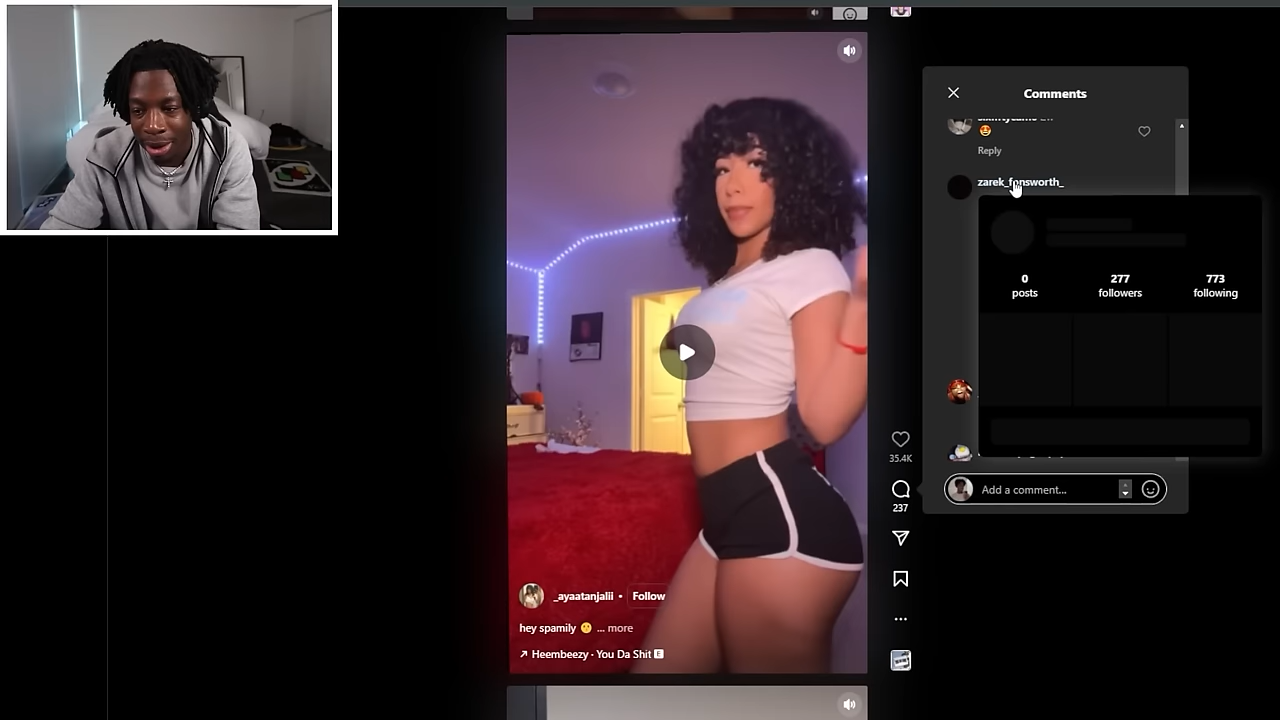 Comments
Reply
zarek_fonsworth_
0
277
773
posts
followers
following
35.4K
237
Add a comment...
_ayaatanjalii • Follow
hey spamily 🤭 ... more
Heembeezy · You Da Shit E